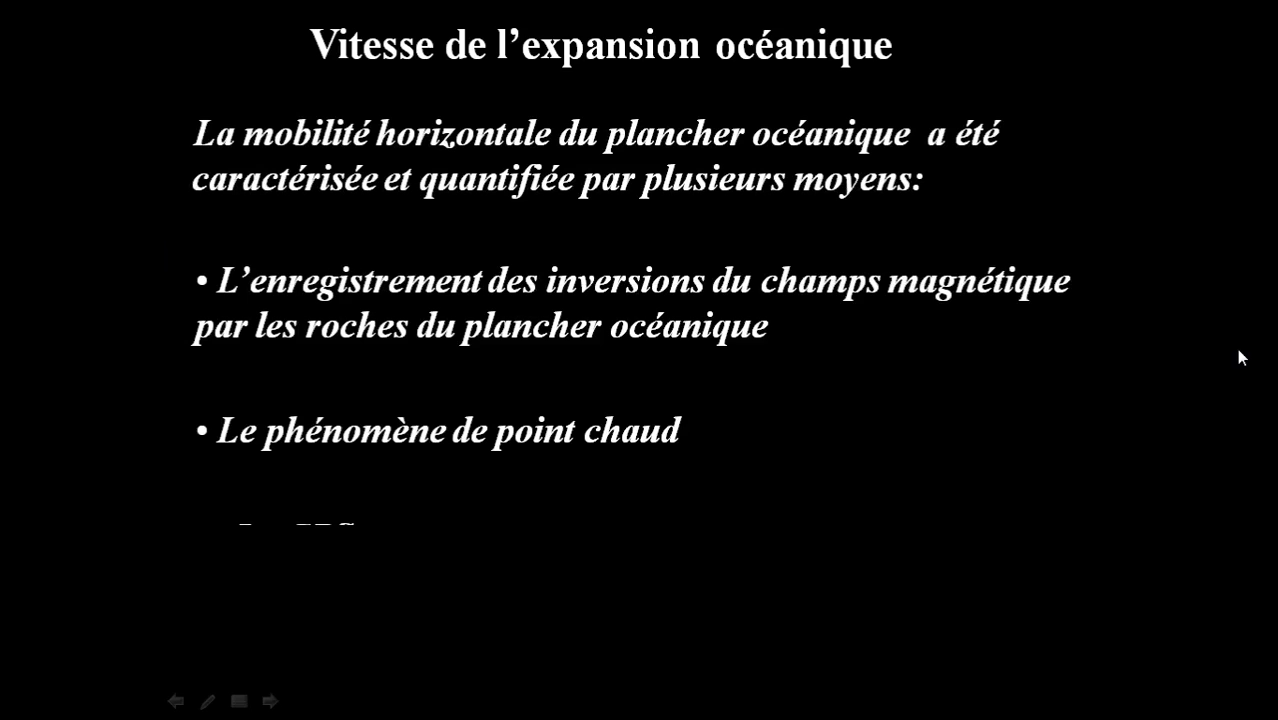 Vitesse de l’expansion océanique
La mobilité horizontale du plancher océanique a été
caractérisée et quantifiée par plusieurs moyens:
• L’enregistrement des inversions du champs magnétique
par les roches du plancher océanique
• Le phénomène de point chaud